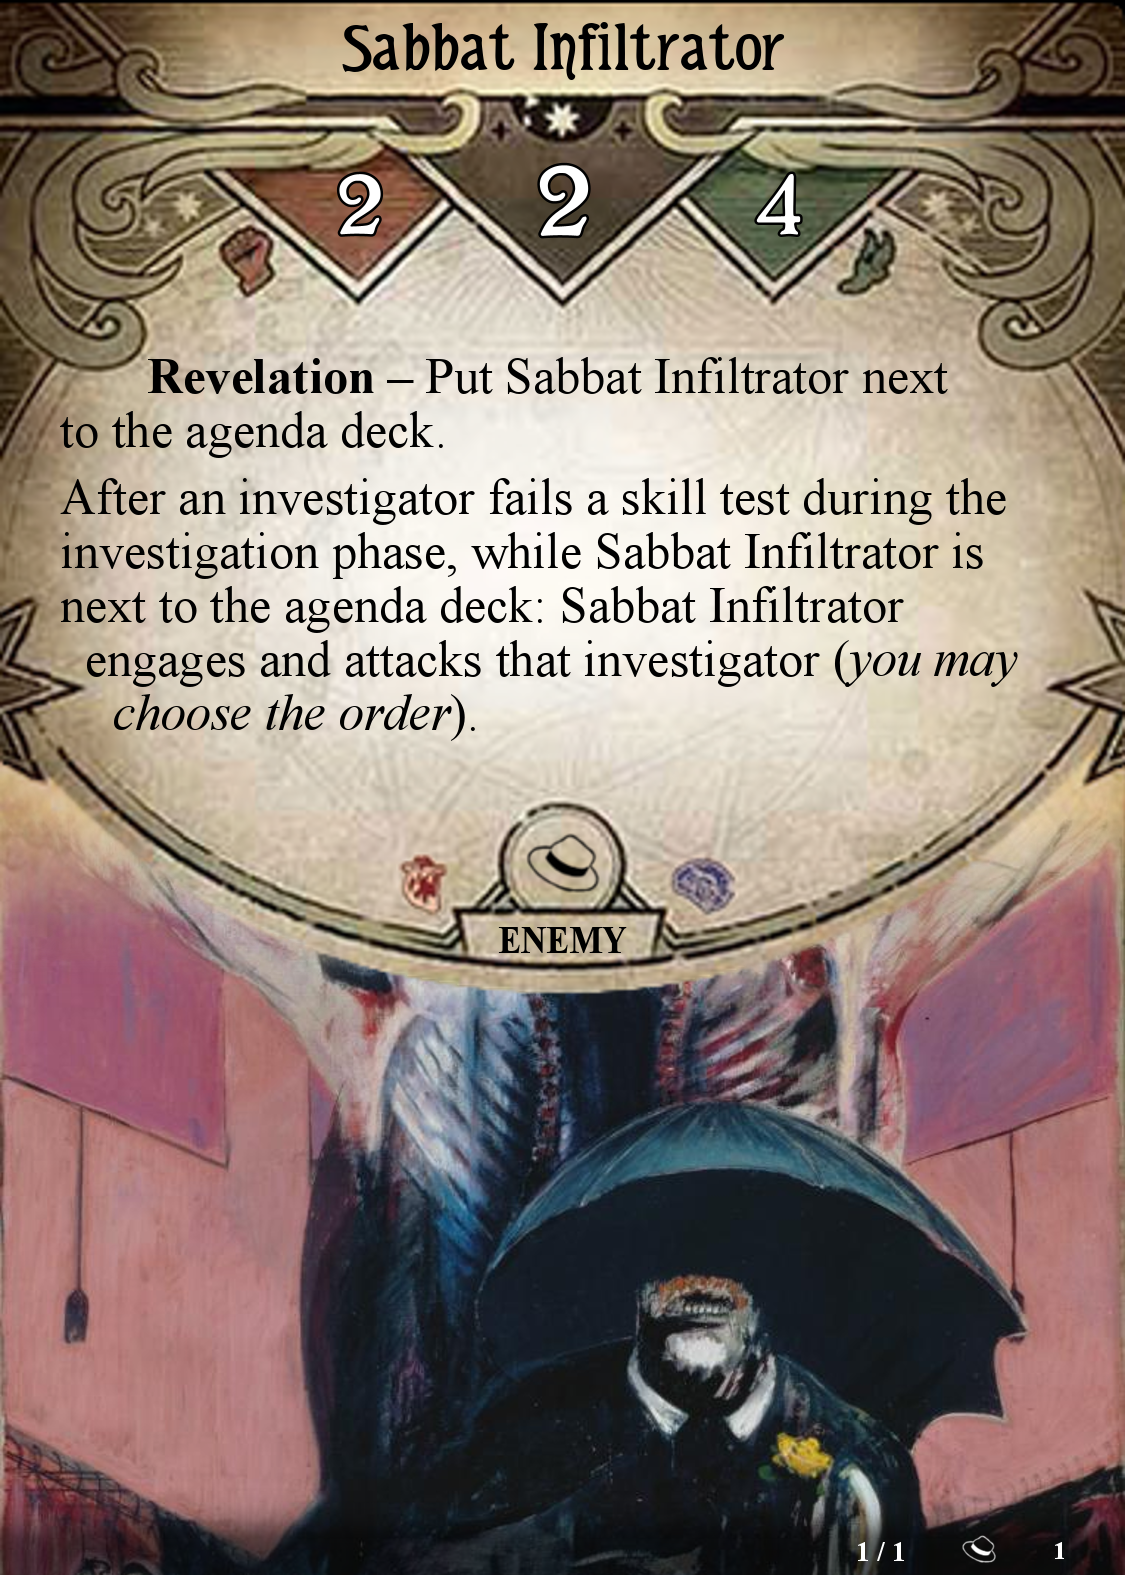 Sabbat Infiltrator
2 2 4
Revelation – Put Sabbat Infiltrator next
to the agenda deck.
After an investigator fails a skill test during the
investigation phase, while Sabbat Infiltrator is
next to the agenda deck: Sabbat Infiltrator
engages and attacks that investigator (you may
choose the order).
ENEMY
1 / 1 1